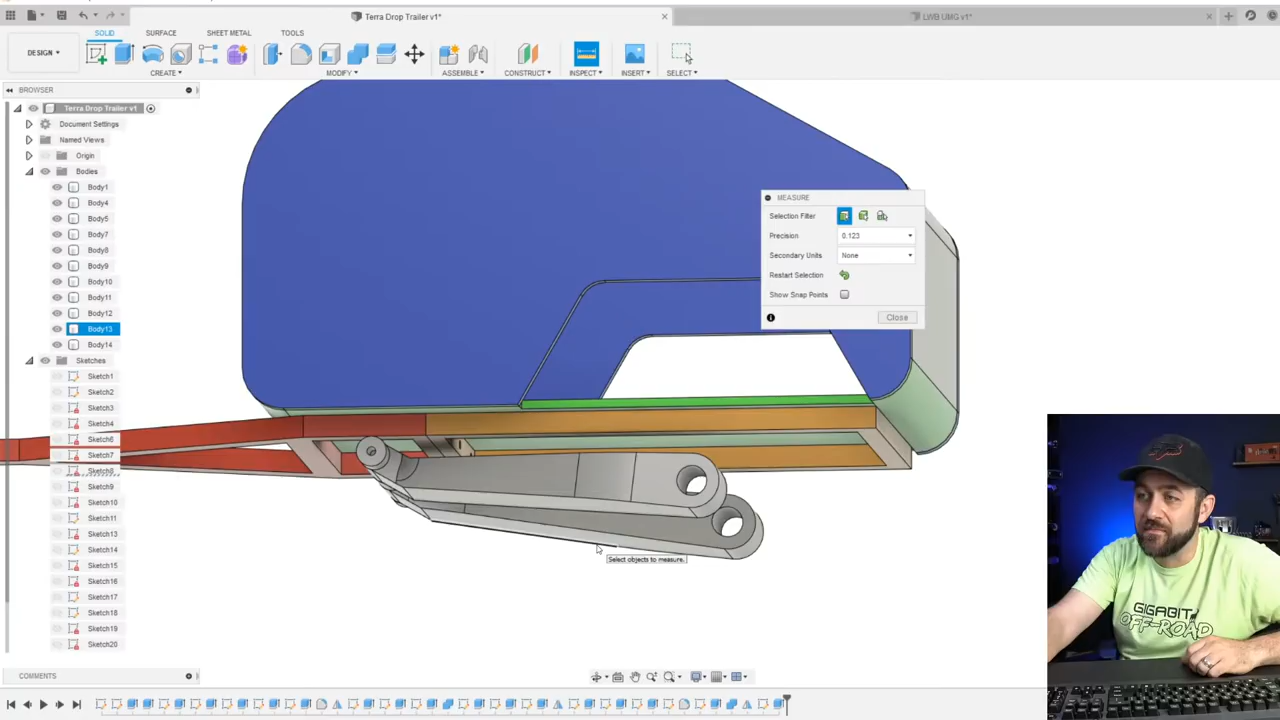 Terra Drop Trailer v1*
LWB UMG v1*
DESIGN
SOLID
SURFACE
SHEET METAL
TOOLS
CREATE
MODIFY
ASSEMBLE
CONSTRUCT
INSPECT
INSERT
SELECT
BROWSER
Terra Drop Trailer v1
Document Settings
Named Views
Origin
Bodies
Body1
Body4
Body5
Body7
Body8
Body9
Body10
Body11
Body12
Body13
Body14
Sketches
Sketch1
Sketch2
Sketch3
Sketch4
Sketch6
Sketch7
Sketch8
Sketch9
Sketch10
Sketch11
Sketch13
Sketch14
Sketch15
Sketch16
Sketch17
Sketch18
Sketch19
Sketch20
MEASURE
Selection Filter
Precision 0.123
Secondary Units None
Restart Selection
Show Snap Points
Close
Select objects to measure.
GIGABIT
OFF-ROAD
COMMENTS